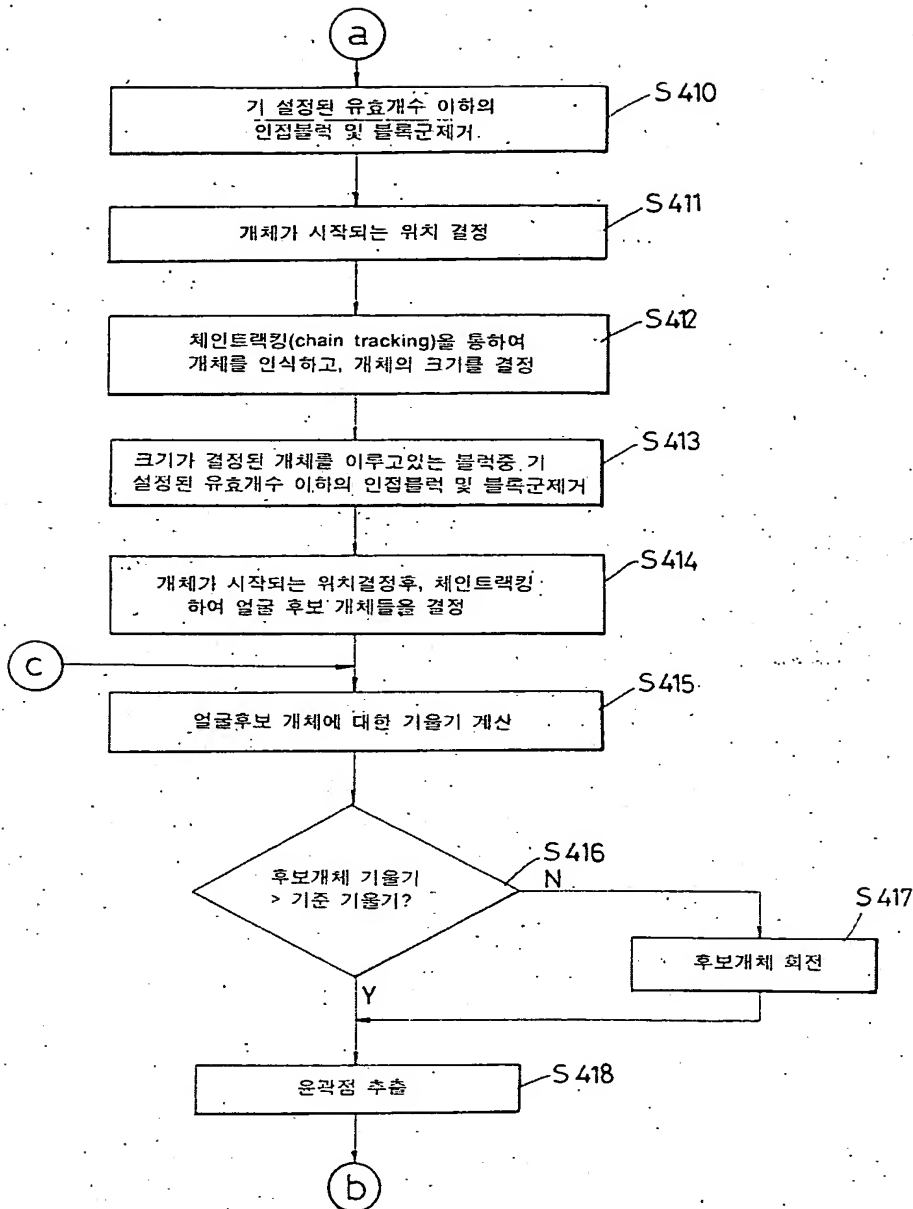 a
기 설정된 유효개수 이하의
인접블럭 및 블록군제거.
S410
S411
개체가 시작되는 위치 결정
체인트랙킹(chain tracking)을 통하여
개체를 인식하고, 개체의 크기를 결정
S412
크기가 결정된 개체를 이루고있는 블럭중 기
설정된 유효개수 이하의 인접블럭 및 블록군제거
S413
개체가 시작되는 위치결정후, 체인트랙킹
하여 얼굴 후보 개체들을 결정
S414
c
S415
얼굴후보 개체에 대한 기울기 계산
후보개체 기울기
> 기준 기울기?
S416
N
S417
후보개체 회전
Y
윤곽점 추출
S418
b